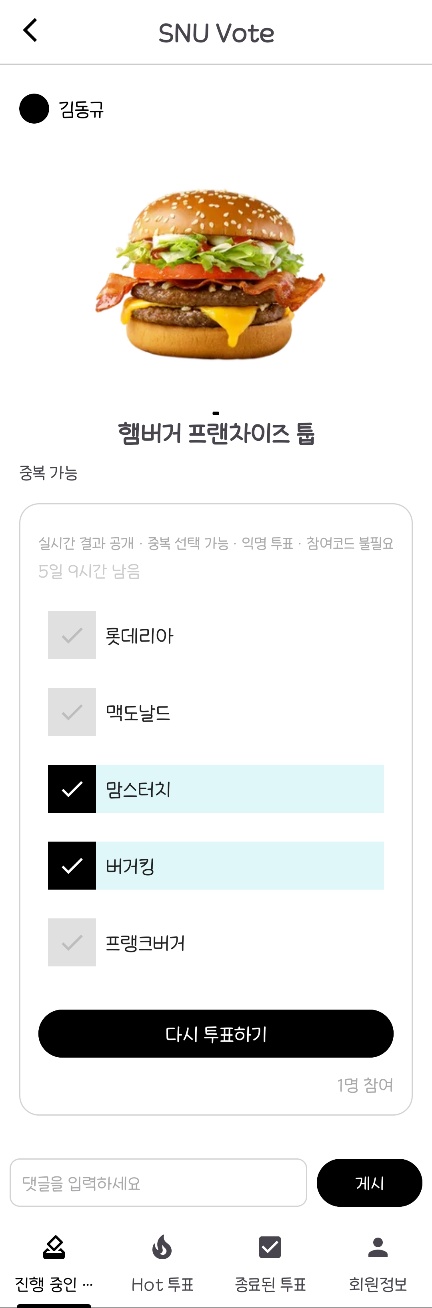 SNU Vote
김동규
햄버거 프랜차이즈 툽
중복 가능
실시간 결과 공개 · 중복 선택 가능 · 익명 투표 · 참여코드 불필요
5일 9시간 남음
롯데리아
맥도날드
맘스터치
버거킹
프랭크버거
다시 투표하기
1명 참여
댓글을 입력하세요
게시
진행 중인 ...
Hot 투표
종료된 투표
회원정보